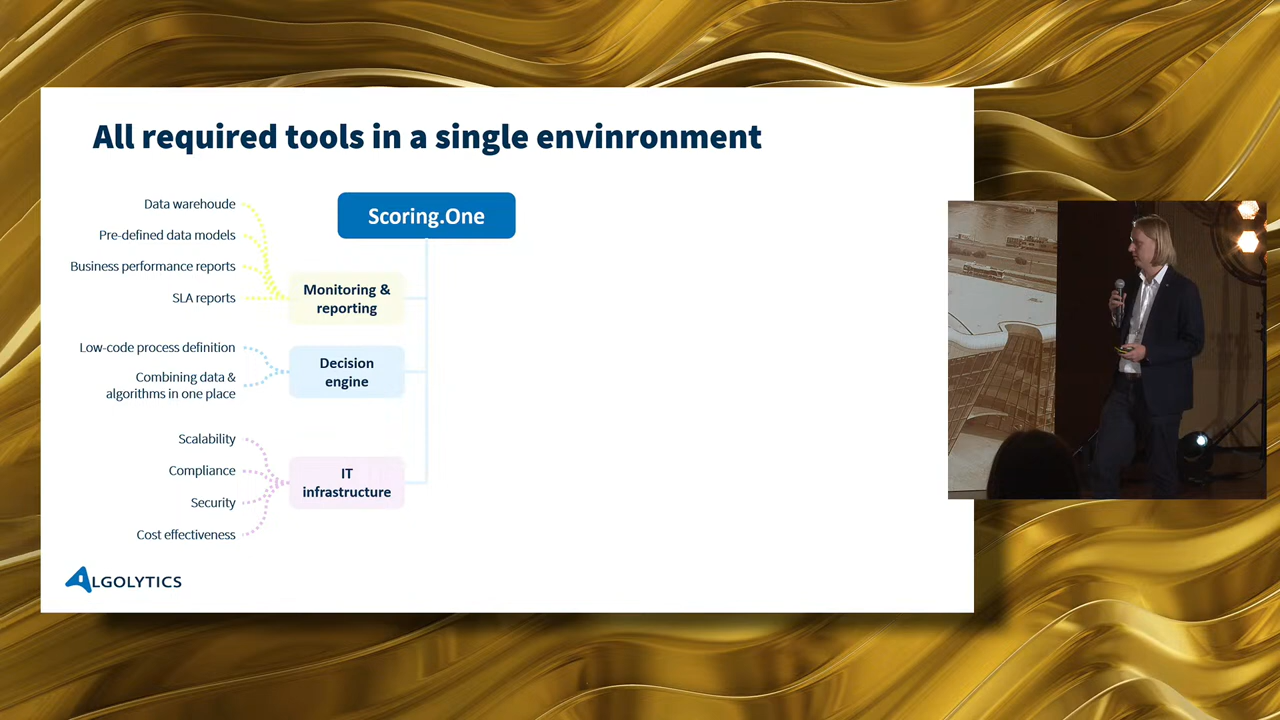 All required tools in a single envinronment
Scoring.One
Data warehoude
Pre-defined data models
Business performance reports
SLA reports
Monitoring &
reporting
Low-code process definition
Combining data &
algorithms in one place
Decision
engine
Scalability
Compliance
Security
Cost effectiveness
IT
infrastructure
ALGOLYTICS